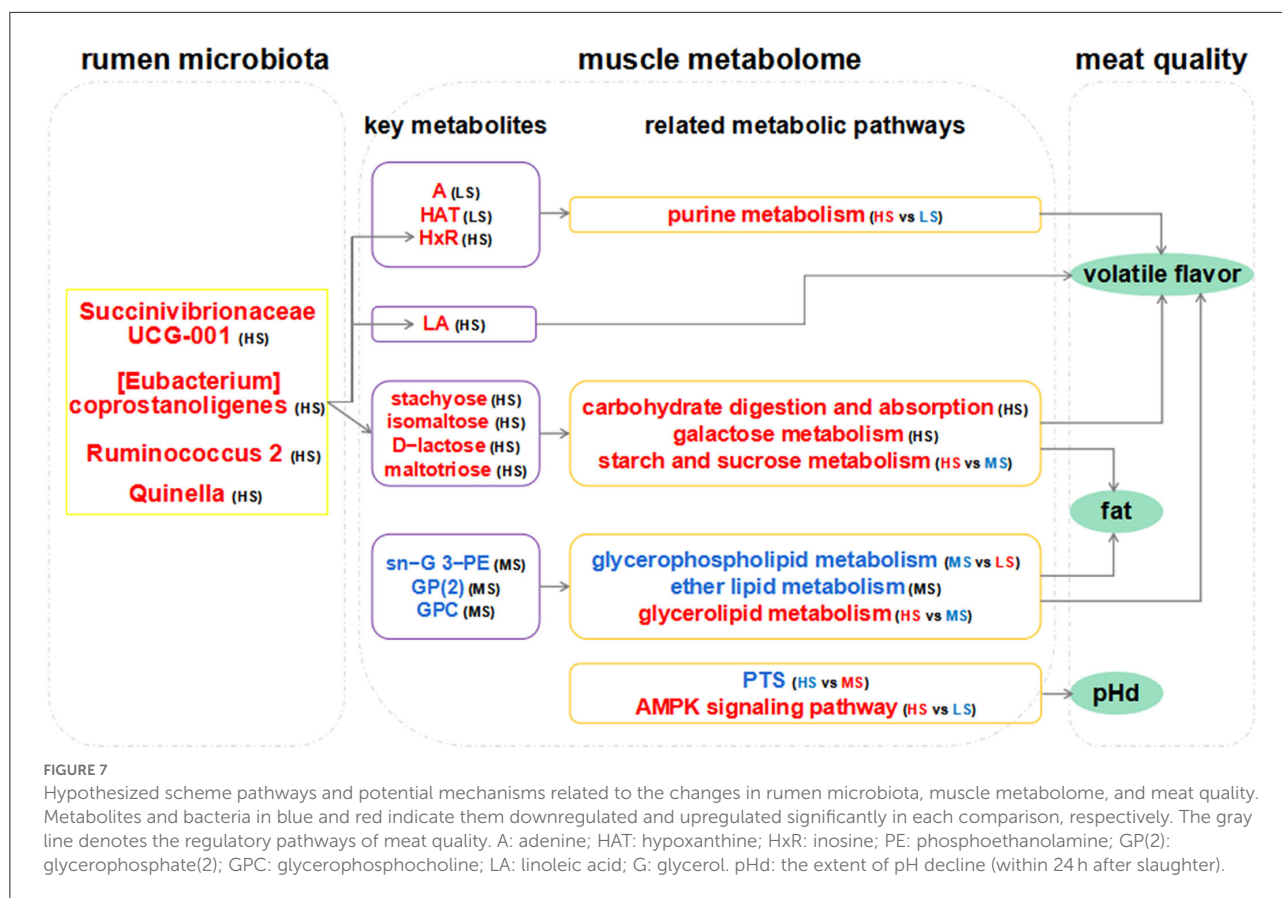 rumen microbiota
muscle metabolome
meat quality
key metabolites
related metabolic pathways
A (LS)
HAT (LS)
HxR (HS)
purine metabolism (HS vs LS)
volatile flavor
Succinivibrionaceae
UCG-001 (HS)
[Eubacterium]
coprostanoligenes (HS)
Ruminococcus 2 (HS)
Quinella (HS)
LA (HS)
stachyose (HS)
isomaltose (HS)
D-lactose (HS)
maltotriose (HS)
carbohydrate digestion and absorption (HS)
galactose metabolism (HS)
starch and sucrose metabolism (HS vs MS)
fat
sn-G 3-PE (MS)
GP(2) (MS)
GPC (MS)
glycerophospholipid metabolism (MS vs LS)
ether lipid metabolism (MS)
glycerolipid metabolism (HS vs MS)
PTS (HS vs MS)
AMPK signaling pathway (HS vs LS)
pHd
FIGURE 7
Hypothesized scheme pathways and potential mechanisms related to the changes in rumen microbiota, muscle metabolome, and meat quality.
Metabolites and bacteria in blue and red indicate them downregulated and upregulated significantly in each comparison, respectively. The gray
line denotes the regulatory pathways of meat quality. A: adenine; HAT: hypoxanthine; HxR: inosine; PE: phosphoethanolamine; GP(2):
glycerophosphate(2); GPC: glycerophosphocholine; LA: linoleic acid; G: glycerol. pHd: the extent of pH decline (within 24 h after slaughter).